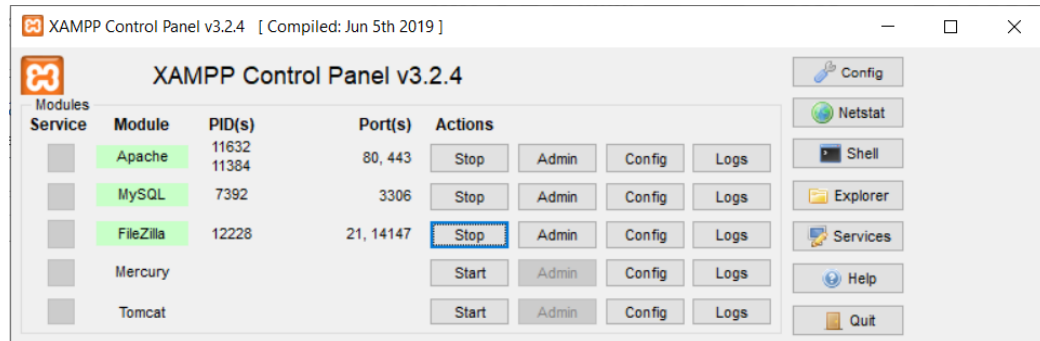 XAMPP Control Panel v3.2.4 [ Compiled: Jun 5th 2019 ]
XAMPP Control Panel v3.2.4
Config
Modules
Netstat
Service Module PID(s) Port(s) Actions
Apache 11632 11384 80, 443 Stop Admin Config Logs
Shell
MySQL 7392 3306 Stop Admin Config Logs
Explorer
FileZilla 12228 21, 14147 Stop Admin Config Logs
Services
Mercury Start Admin Config Logs
Help
Tomcat Start Admin Config Logs
Quit